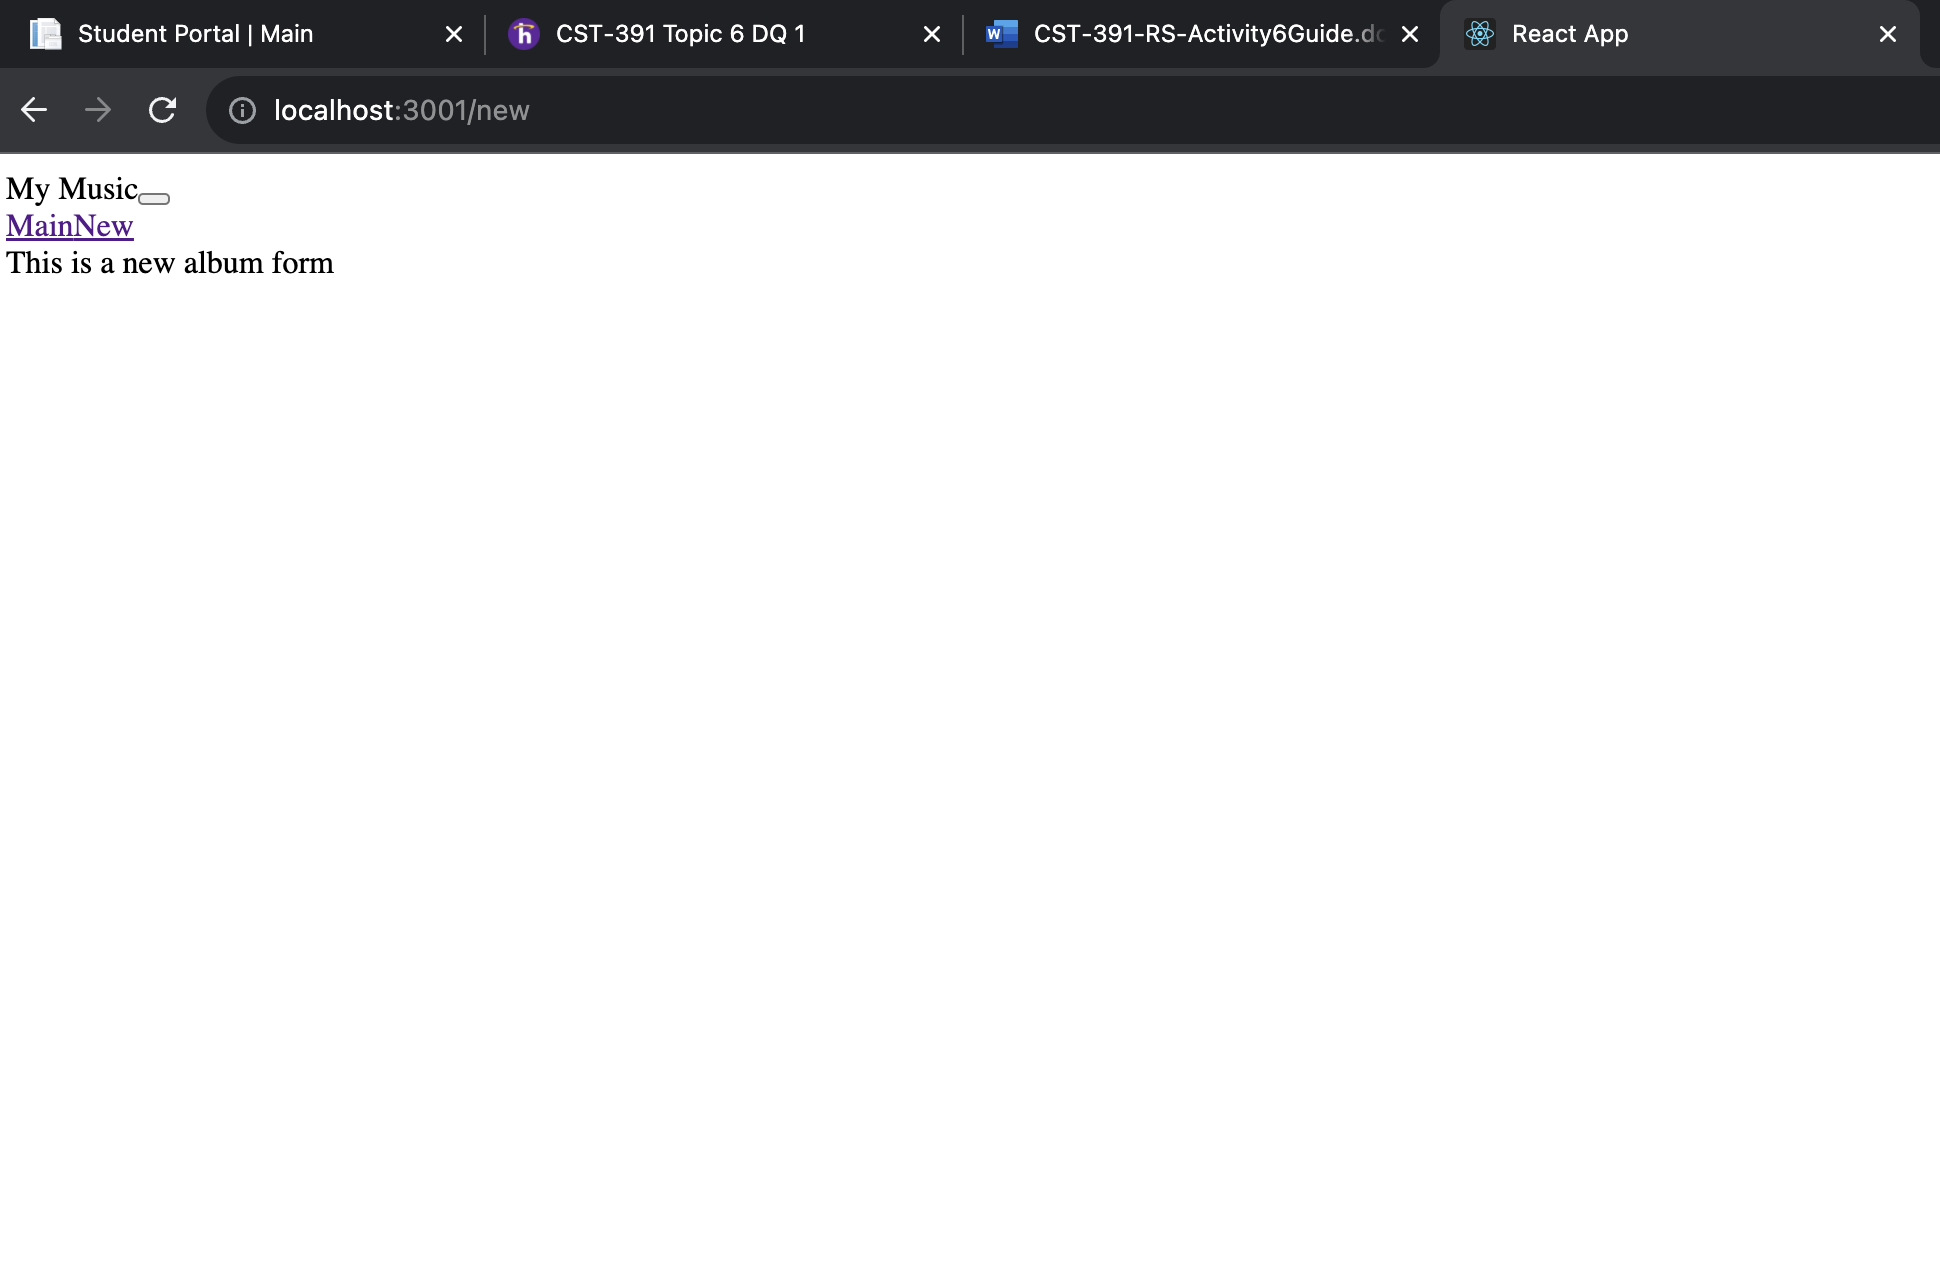 Student Portal | Main
CST-391 Topic 6 DQ 1
CST-391-RS-Activity6Guide.dc
React App
localhost:3001/new
My Music
MainNew
This is a new album form